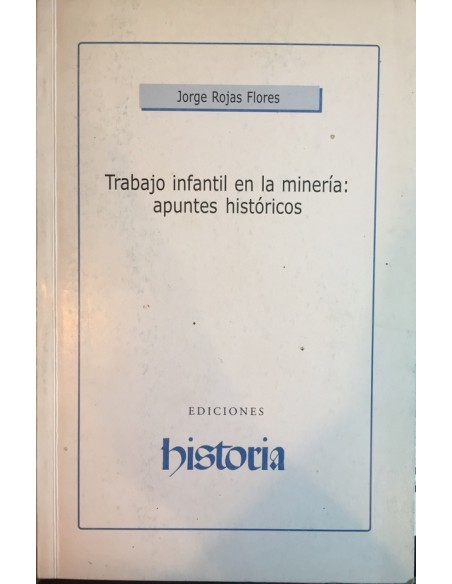 Jorge Rojas Flores
Trabajo infantil en la minería:
apuntes históricos
EDICIONES
historia